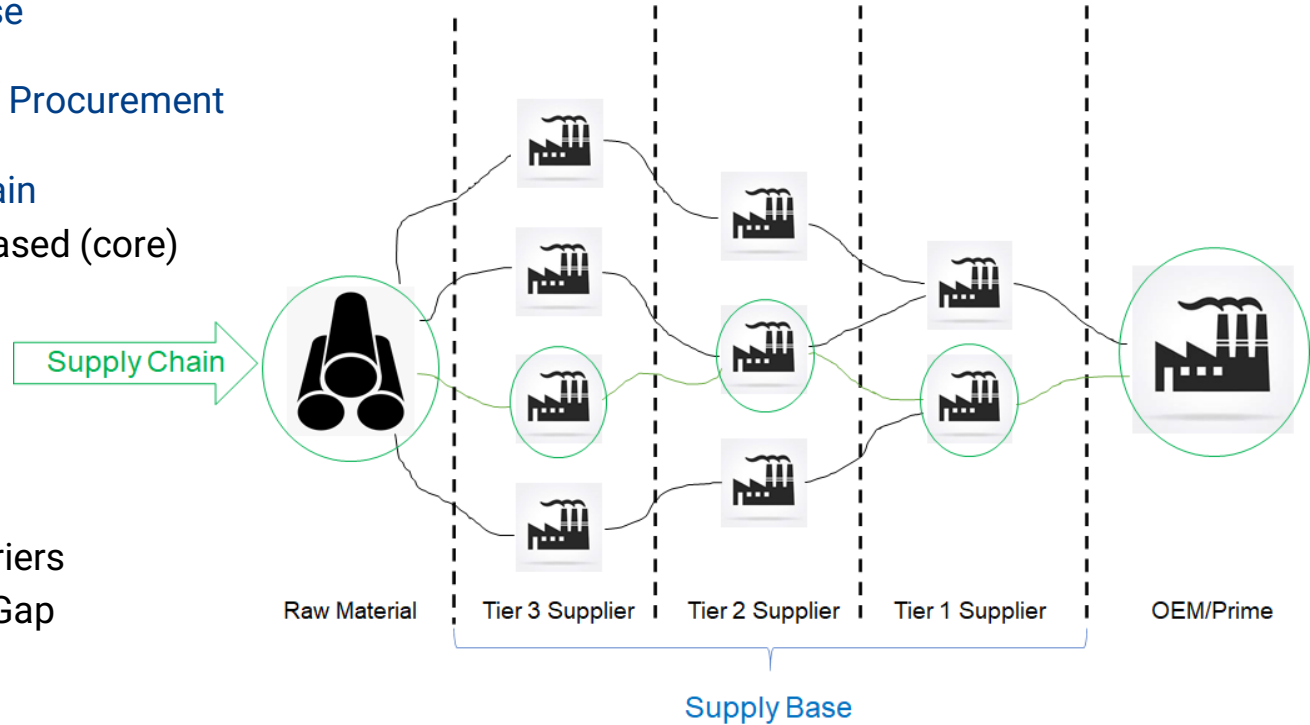 se
Procurement
ain
ased (core)
Supply Chain
riers
Gap
Raw Material
Tier 3 Supplier
Tier 2 Supplier
Tier 1 Supplier
OEM/Prime
Supply Base